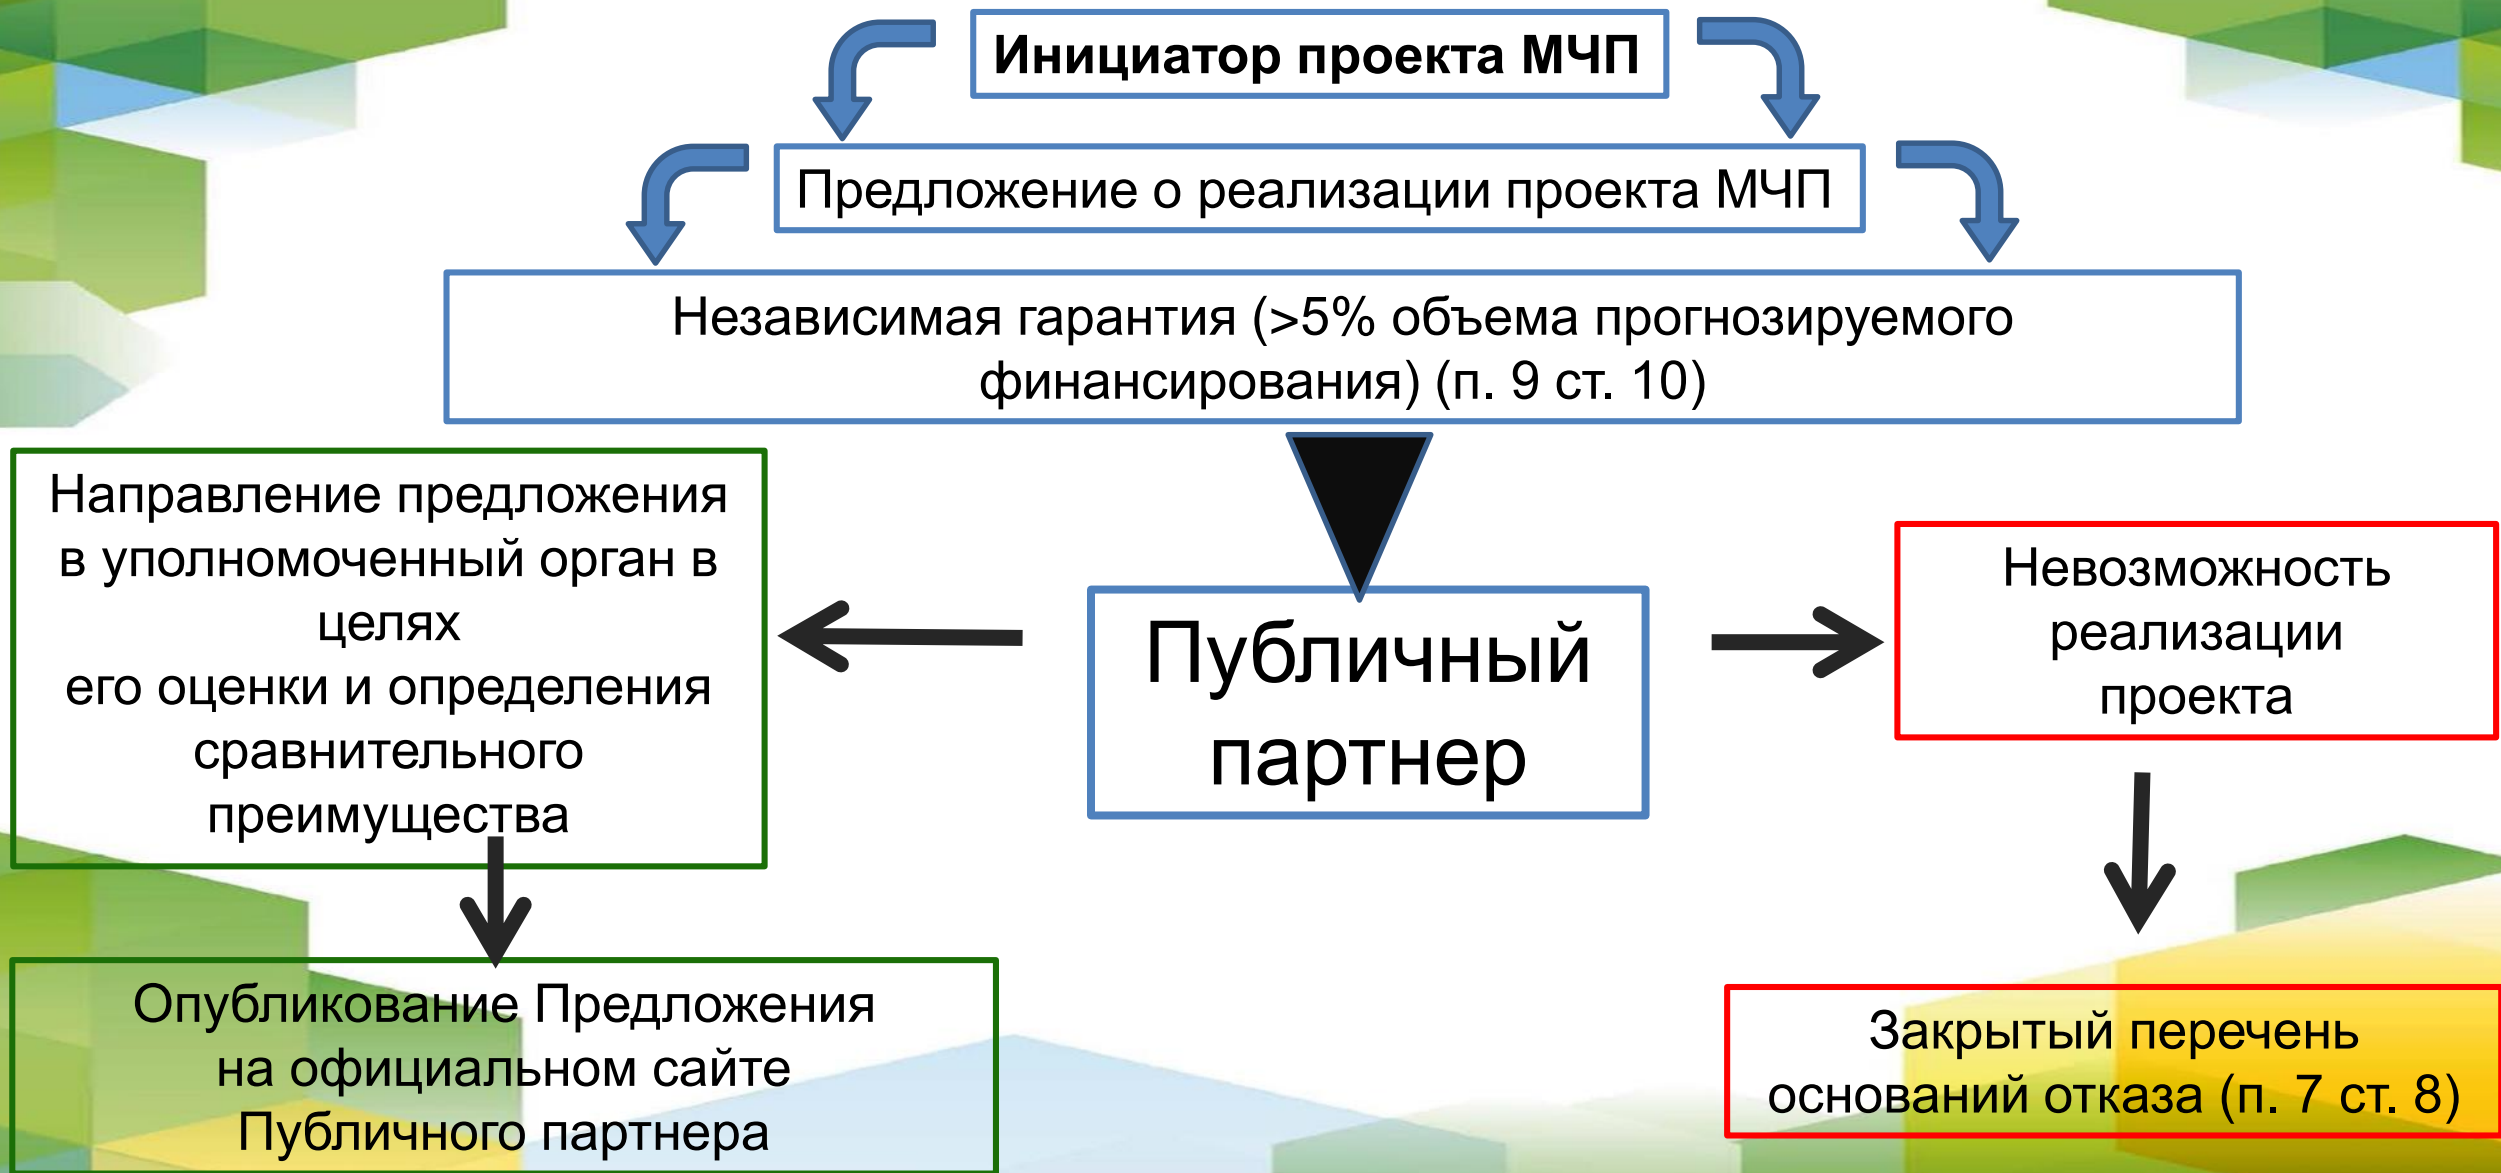 Инициатор проекта МЧП
Предложение о реализации проекта МЧП
Независимая гарантия (>5% объема прогнозируемого
финансирования) (п. 9 ст. 10)
Направление предложения
в уполномоченный орган в
целях
его оценки и определения
сравнительного
преимущества
Публичный
партнер
Невозможность
реализации
проекта
Опубликование Предложения
на официальном сайте
Публичного партнера
Закрытый перечень
оснований отказа (п. 7 ст. 8)